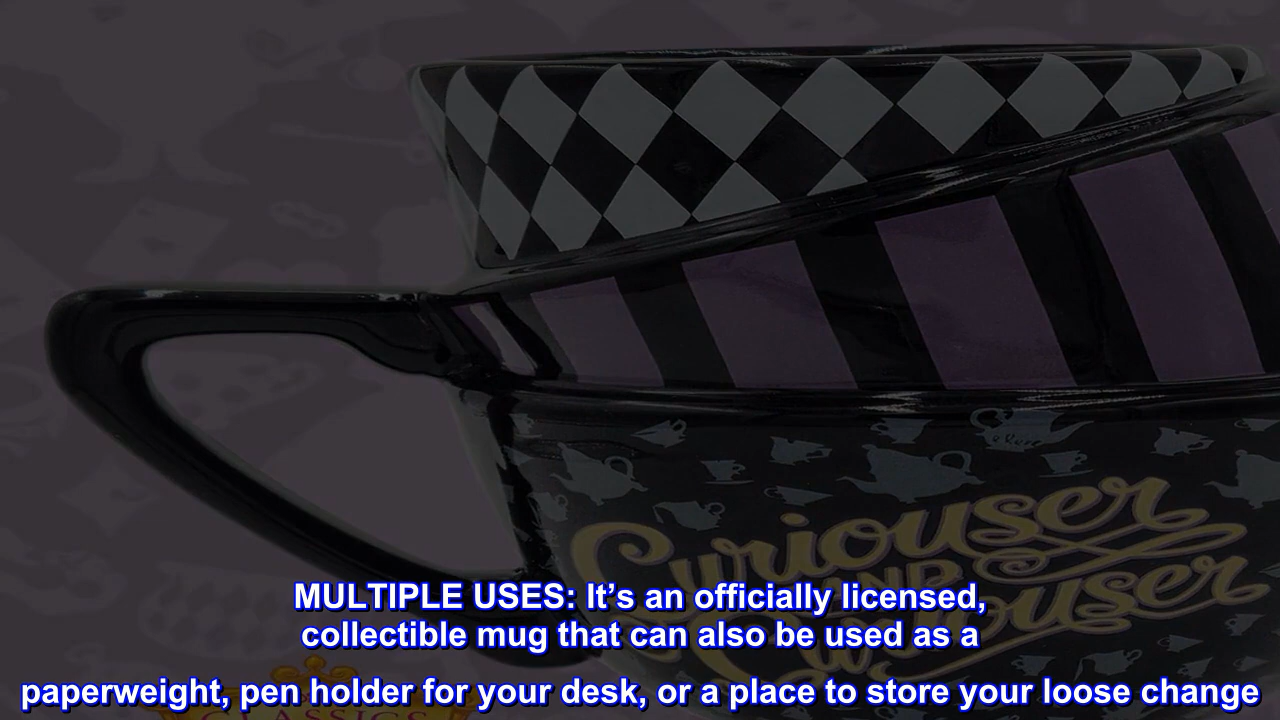 Curiouser
AND
Curiouser
MULTIPLE USES: It’s an officially licensed,
collectible mug that can also be used as a
paperweight, pen holder for your desk, or a place to store your loose change
CLASSICS